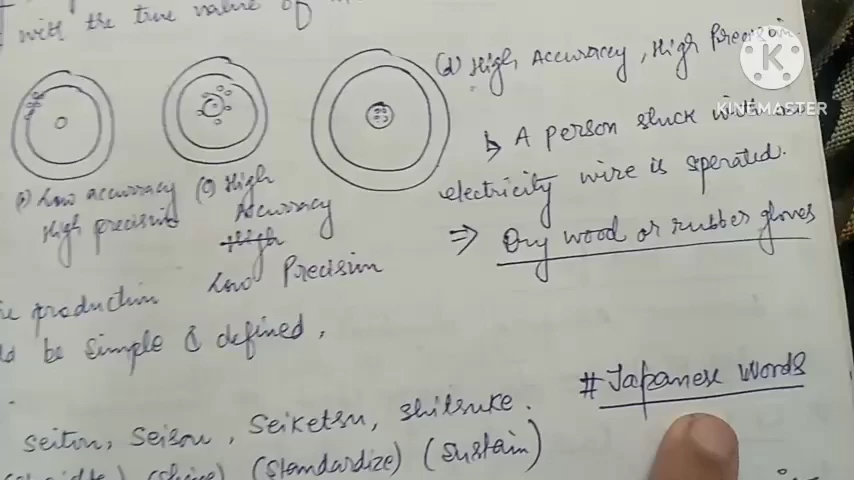 with the true value of
(d) High Accuracy, High Precision
KINEMASTER
↳ A person stuck with an
electricity wire is seperated.
⇒ Dry wood or rubber gloves
Low accuracy
High precision
(c) High
Accuracy
High
Low Precision
production
be simple & defined,
# Japanese Words
Seiton, Seisou, Seiketsu, shitsuke.
(standardize) (sustain)